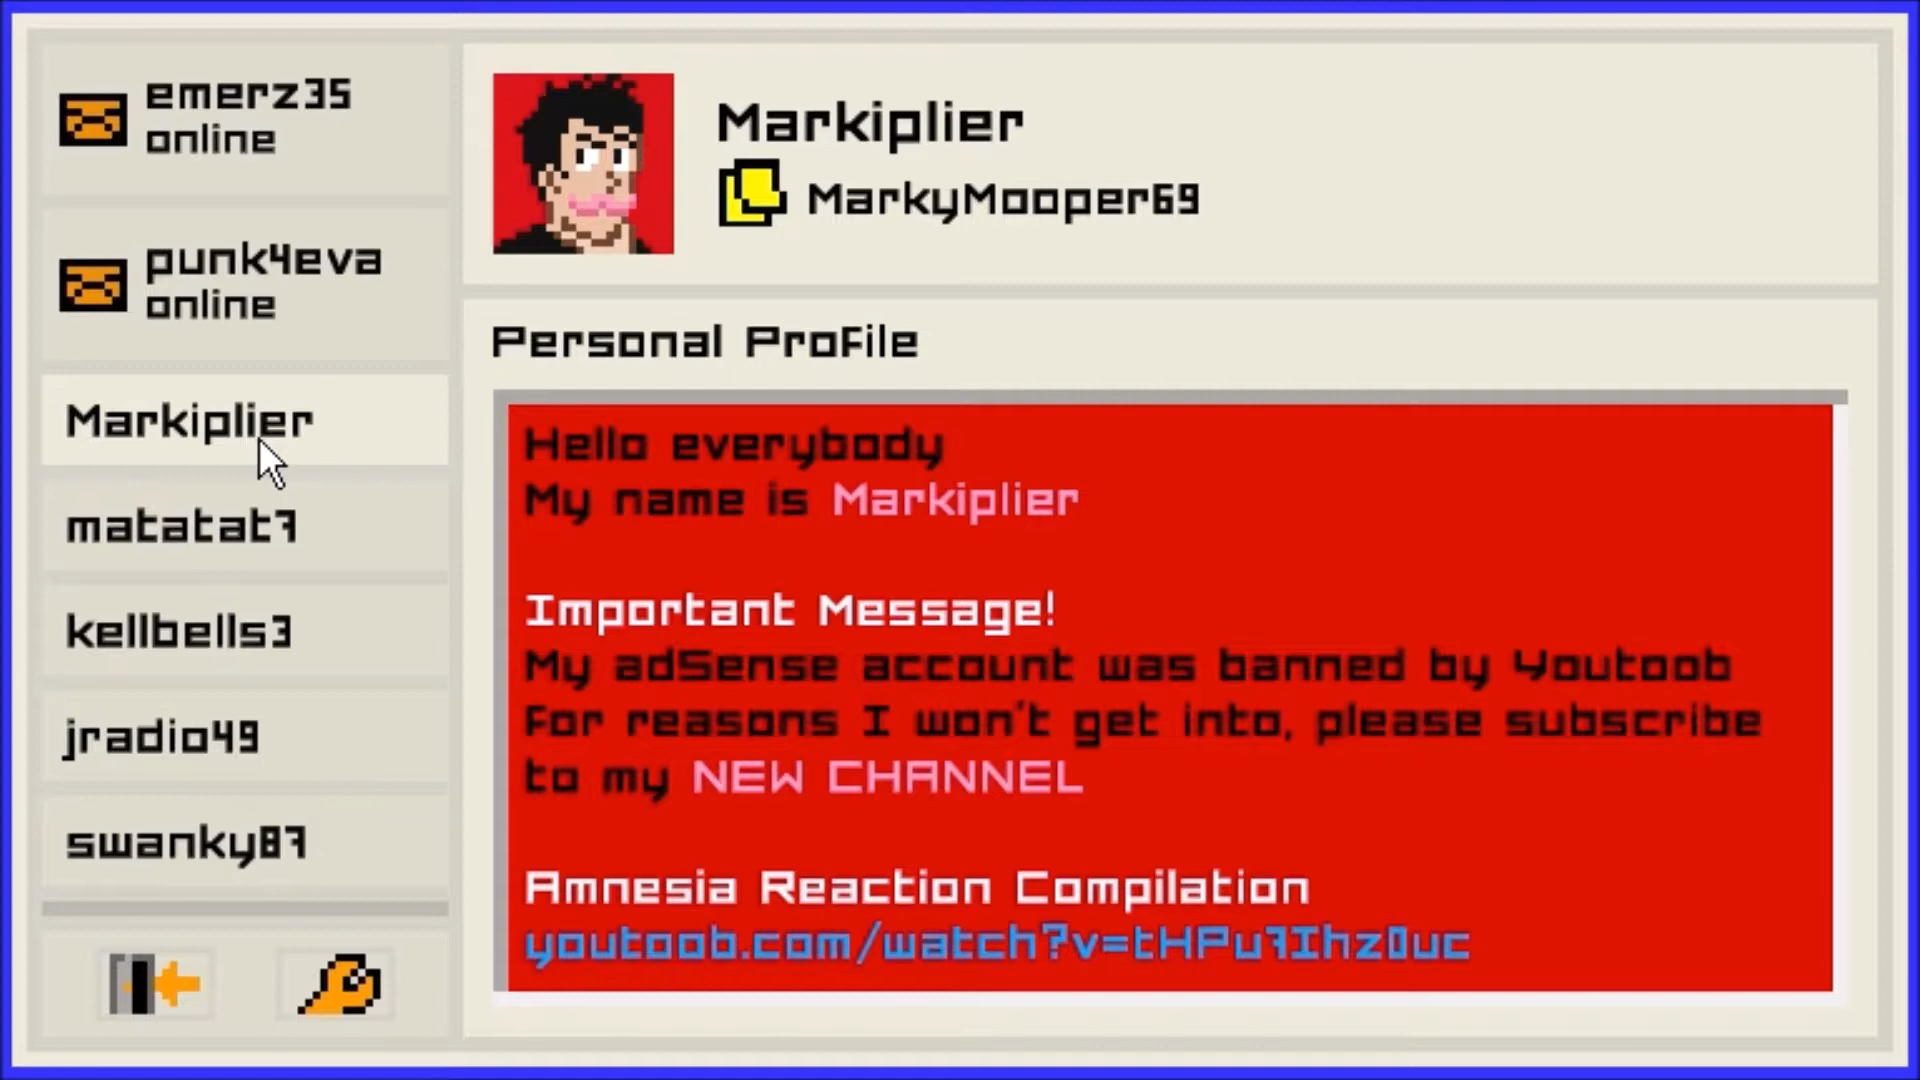 emerz35
online
punk4eva
online
Markiplier
matatat7
kellbells3
jradio49
swanky87
Markiplier
MarkyMooper69
Personal Profile
Hello everybody
My name is Markiplier
Important Message!
My adSense account was banned by Youtoob
for reasons I won't get into, please subscribe
to my NEW CHANNEL
Amnesia Reaction Compilation
youtoob.com/watch?v=tHPu7Ihz0uc